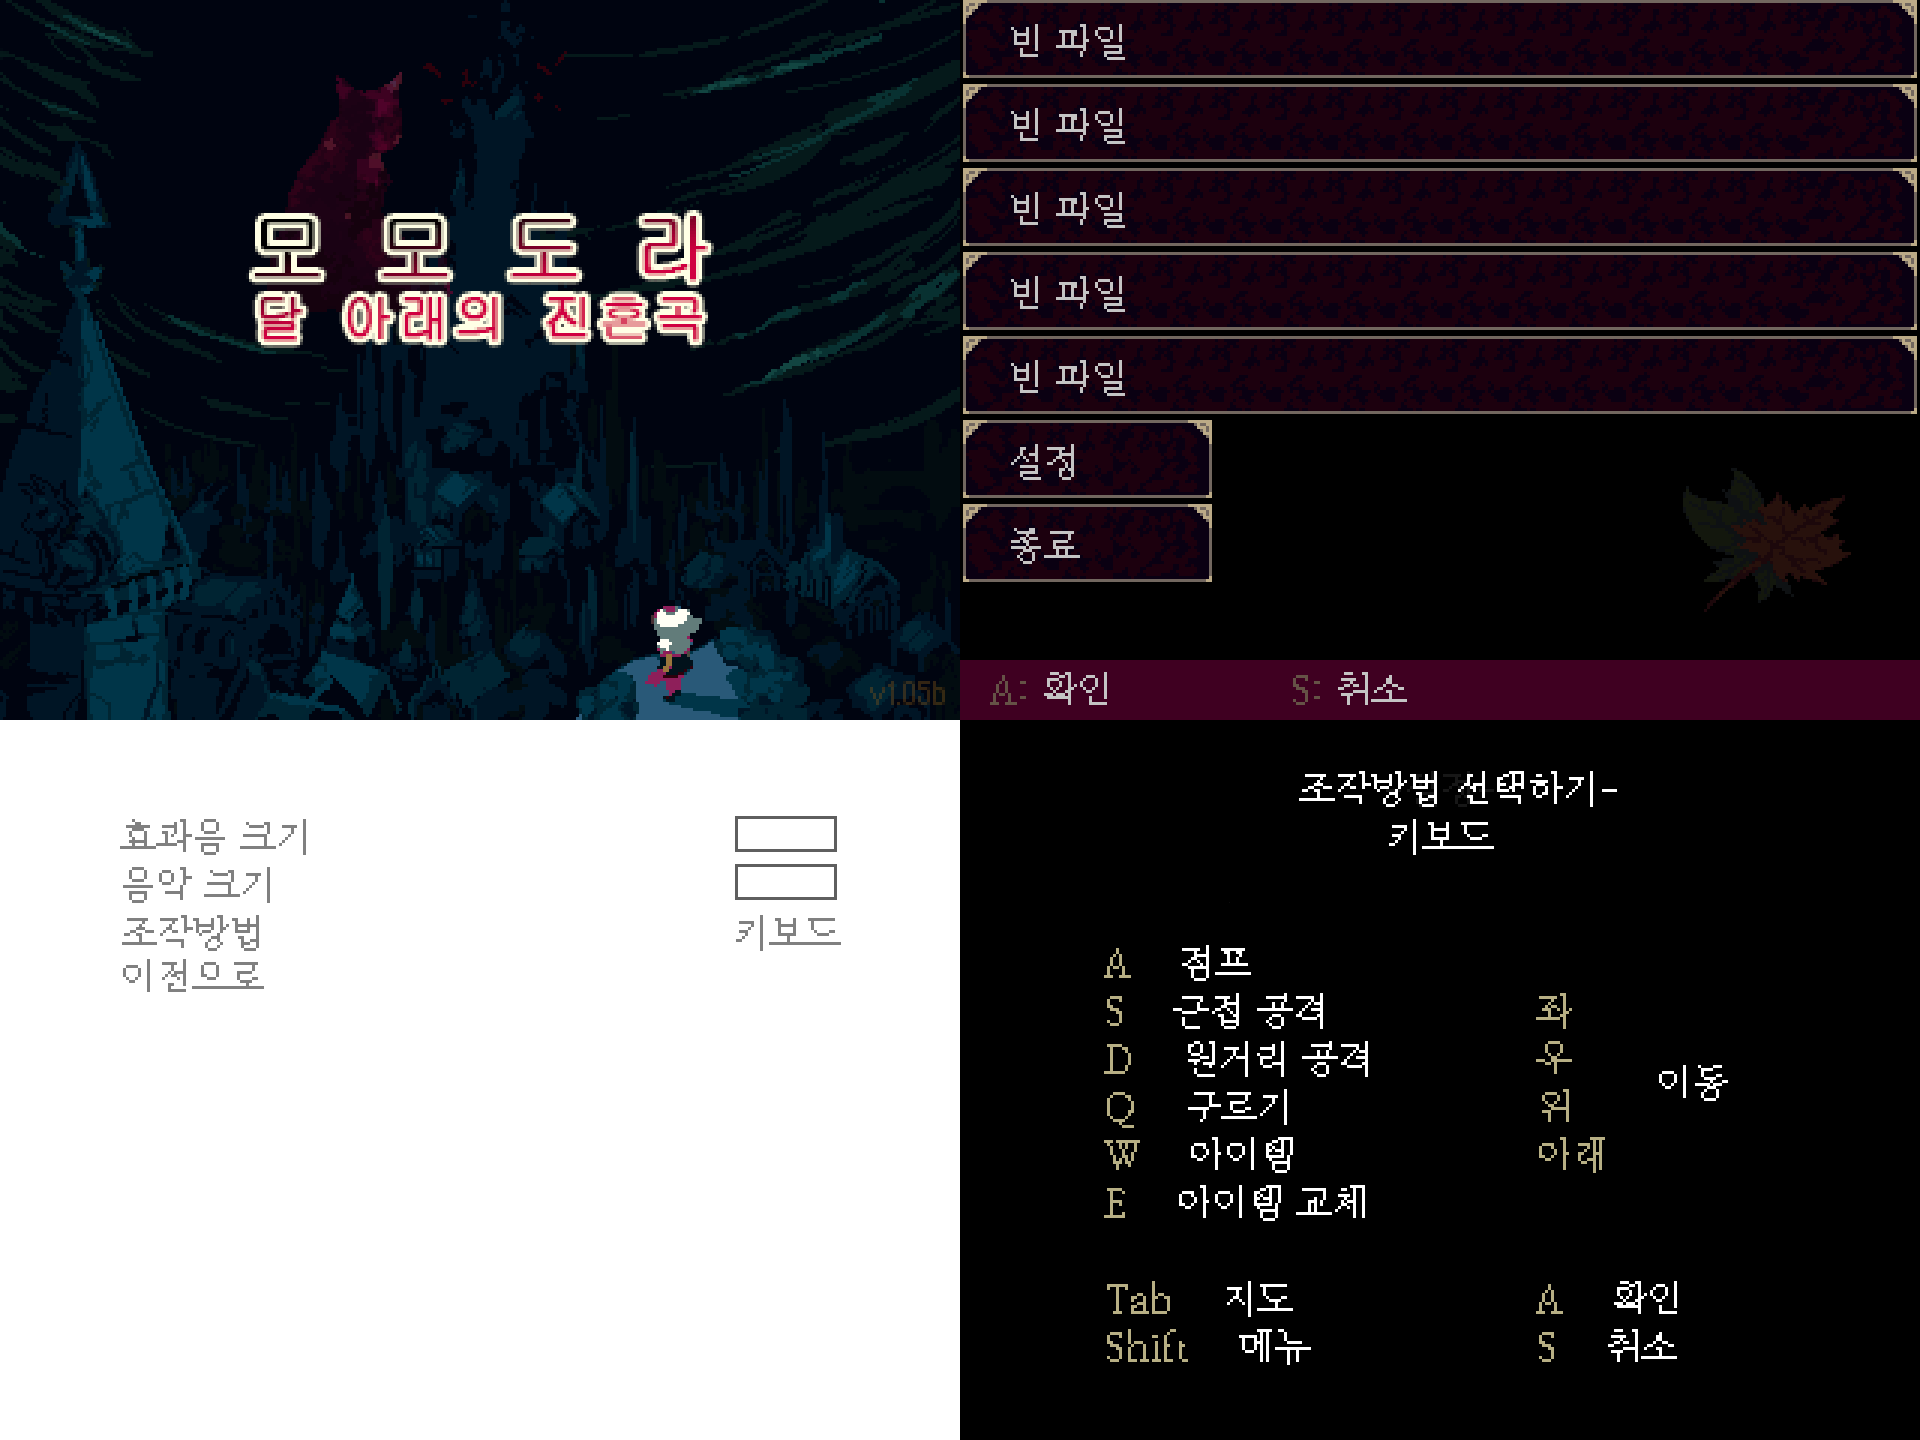 모모도라
달 아래의 진혼곡
v1.05b
빈 파일
빈 파일
빈 파일
빈 파일
빈 파일
설정
종료
A: 확인 S: 취소
효과음 크기
음악 크기
조작방법 키보드
이전으로
조작방법 선택하기-
키보드
A 점프
S 근접 공격 좌
D 원거리 공격 우
이동
Q 구르기 위
W 아이템 아래
E 아이템 교체
Tab 지도 A 확인
Shift 메뉴 S 취소